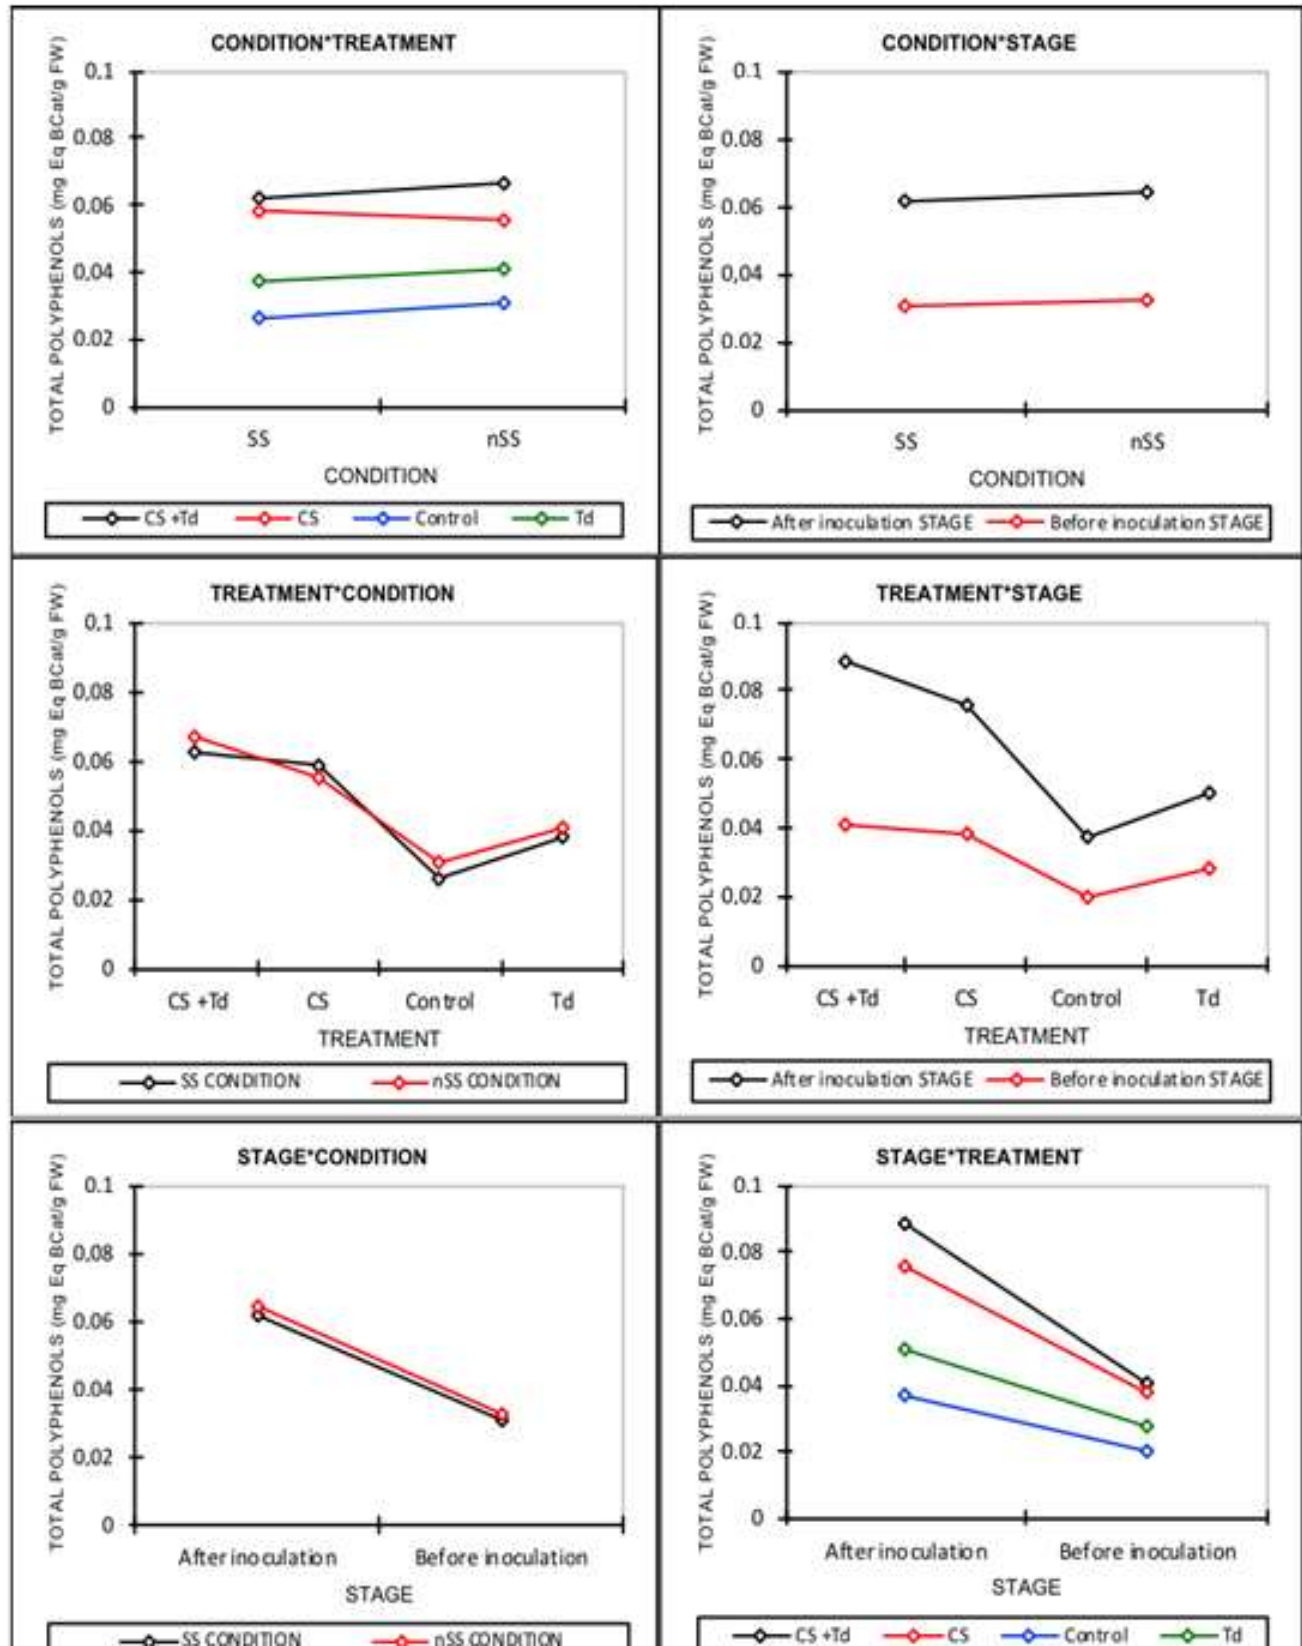 CONDITION*TREATMENT
TOTAL POLYPHENOLS (mg Eq BCat/g FW)
0.1
0.08
0.06
0.04
0.02
0
SS nSS
CONDITION
CS +Td CS Control Td
CONDITION*STAGE
TOTAL POLYPHENOLS (mg Eq BCat/g FW)
0.1
0.08
0.06
0,04
0.02
0
SS nSS
CONDITION
After inoculation STAGE Before inoculation STAGE
TREATMENT*CONDITION
TOTAL POLYPHENOLS (mg Eq BCat/g FW)
0,1
0,08
0.06
0.04
0.02
0
CS +Td CS Control Td
TREATMENT
SS CONDITION nSS CONDITION
TREATMENT*STAGE
TOTAL POLYPHENOLS (mg Eq BCat/g FW)
0.1
0.08
0.06
0.04
0.02
0
CS +Td CS Control Td
TREATMENT
After inoculation STAGE Before inoculation STAGE
STAGE*CONDITION
TOTAL POLYPHENOLS (mg Eq BCat/g FW)
0.1
0.08
0.06
0.04
0.02
0
After inoculation Before inoculation
STAGE
SS CONDITION nSS CONDITION
STAGE*TREATMENT
TOTAL POLYPHENOLS (mg Eq BCat/g FW)
0.1
0.08
0.06
0.04
0.02
0
After inoculation Before inoculation
STAGE
CS +Td CS Control Td